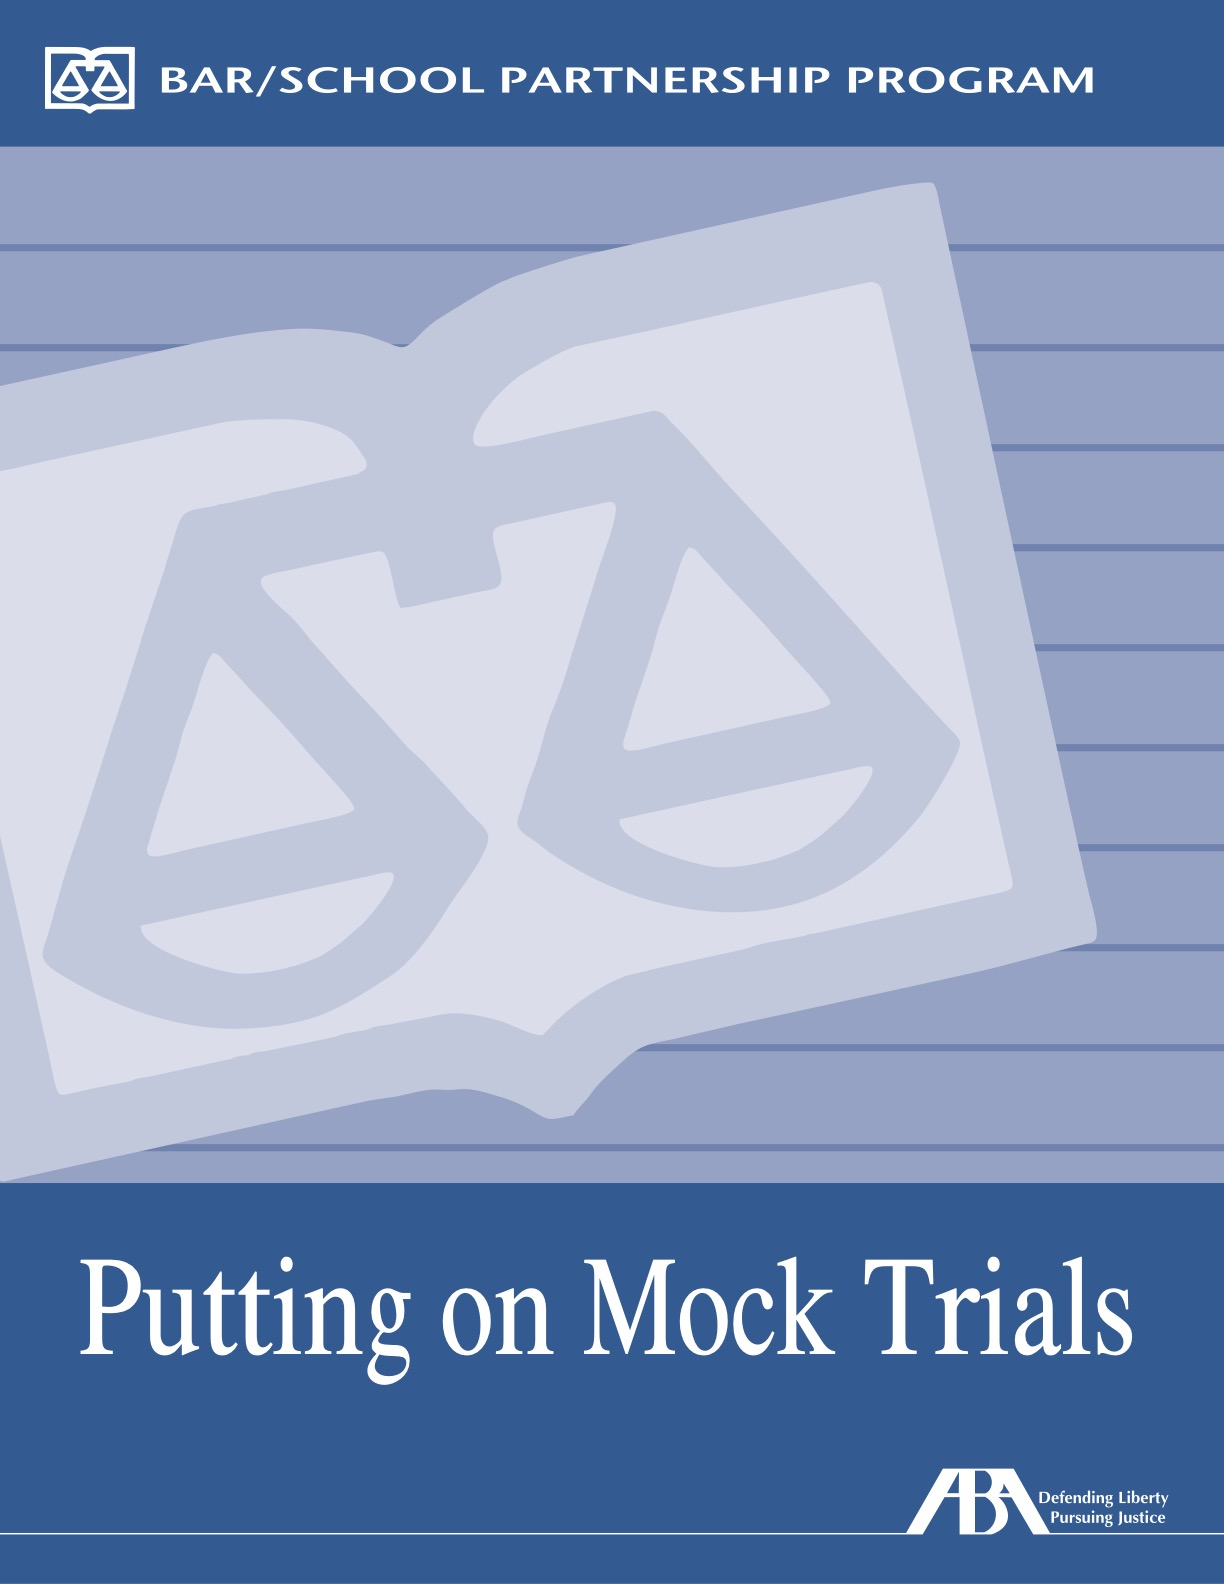 BAR/SCHOOL PARTNERSHIP PROGRAM
Putting on Mock Trials
ABA
Defending Liberty
Pursuing Justice